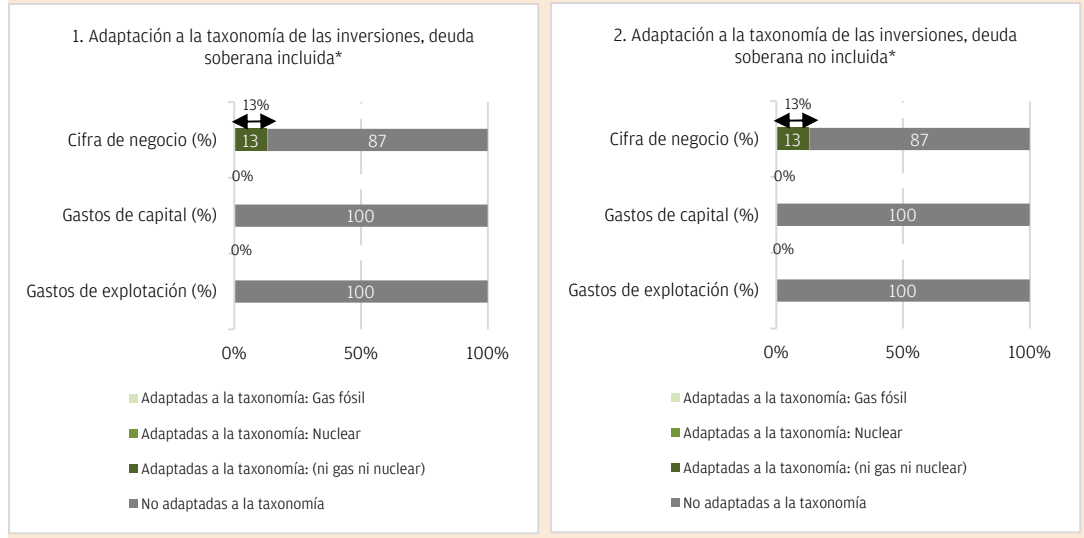 1. Adaptación a la taxonomía de las inversiones, deuda
soberana incluida*
13%
Cifra de negocio (%)
13
87
0%
Gastos de capital (%)
100
0%
Gastos de explotación (%)
100
0%
50%
100%
Adaptadas a la taxonomía: Gas fósil
Adaptadas a la taxonomía: Nuclear
Adaptadas a la taxonomía: (ni gas ni nuclear)
No adaptadas a la taxonomía
2. Adaptación a la taxonomía de las inversiones, deuda
soberana no incluida*
13%
Cifra de negocio (%)
13
87
0%
Gastos de capital (%)
100
0%
Gastos de explotación (%)
100
0%
50%
100%
Adaptadas a la taxonomía: Gas fósil
Adaptadas a la taxonomía: Nuclear
Adaptadas a la taxonomía: (ni gas ni nuclear)
No adaptadas a la taxonomía